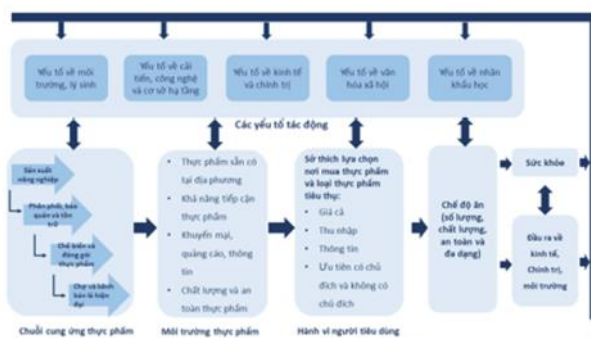 Yếu tố về môi
trường, lý sinh
Yếu tố về cải
tiến, công nghệ
và cơ sở hạ tầng
Yếu tố về kinh tế
và chính trị
Yếu tố về văn
hóa xã hội
Yếu tố về nhân
khẩu học
Các yếu tố tác động
Sản xuất
nông nghiệp
Phân phối, bảo
quản và tồn
trữ
Chế biến và
đóng gói thực phẩm
Chợ và kênh
bán lẻ hiện
đại
Chuỗi cung ứng thực phẩm
• Thực phẩm sẵn có
tại địa phương
• Khả năng tiếp cận
thực phẩm
• Khuyến mại,
quảng cáo, thông
tin
• Chất lượng và an
toàn thực phẩm
Môi trường thực phẩm
Sở thích lựa chọn
nơi mua thực phẩm
và loại thực phẩm
tiêu thụ:
• Giá cả
• Thu nhập
• Thông tin
• Ưu tiên có chủ
đích và không có
chủ đích
Hành vi người tiêu dùng
Chế độ ăn
(số lượng,
chất lượng,
an toàn và
đa dạng)
Sức khỏe
Đầu ra về
kinh tế,
Chính trị,
môi trường